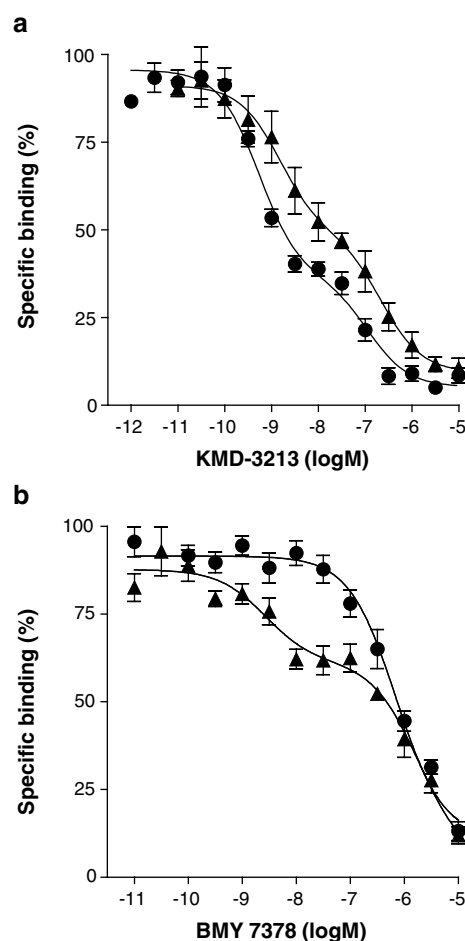 a
100
75
50
25
0
Specific binding (%)
-12 -11 -10 -9 -8 -7 -6 -5
KMD-3213 (logM)
b
100
75
50
25
0
Specific binding (%)
-11 -10 -9 -8 -7 -6 -5
BMY 7378 (logM)